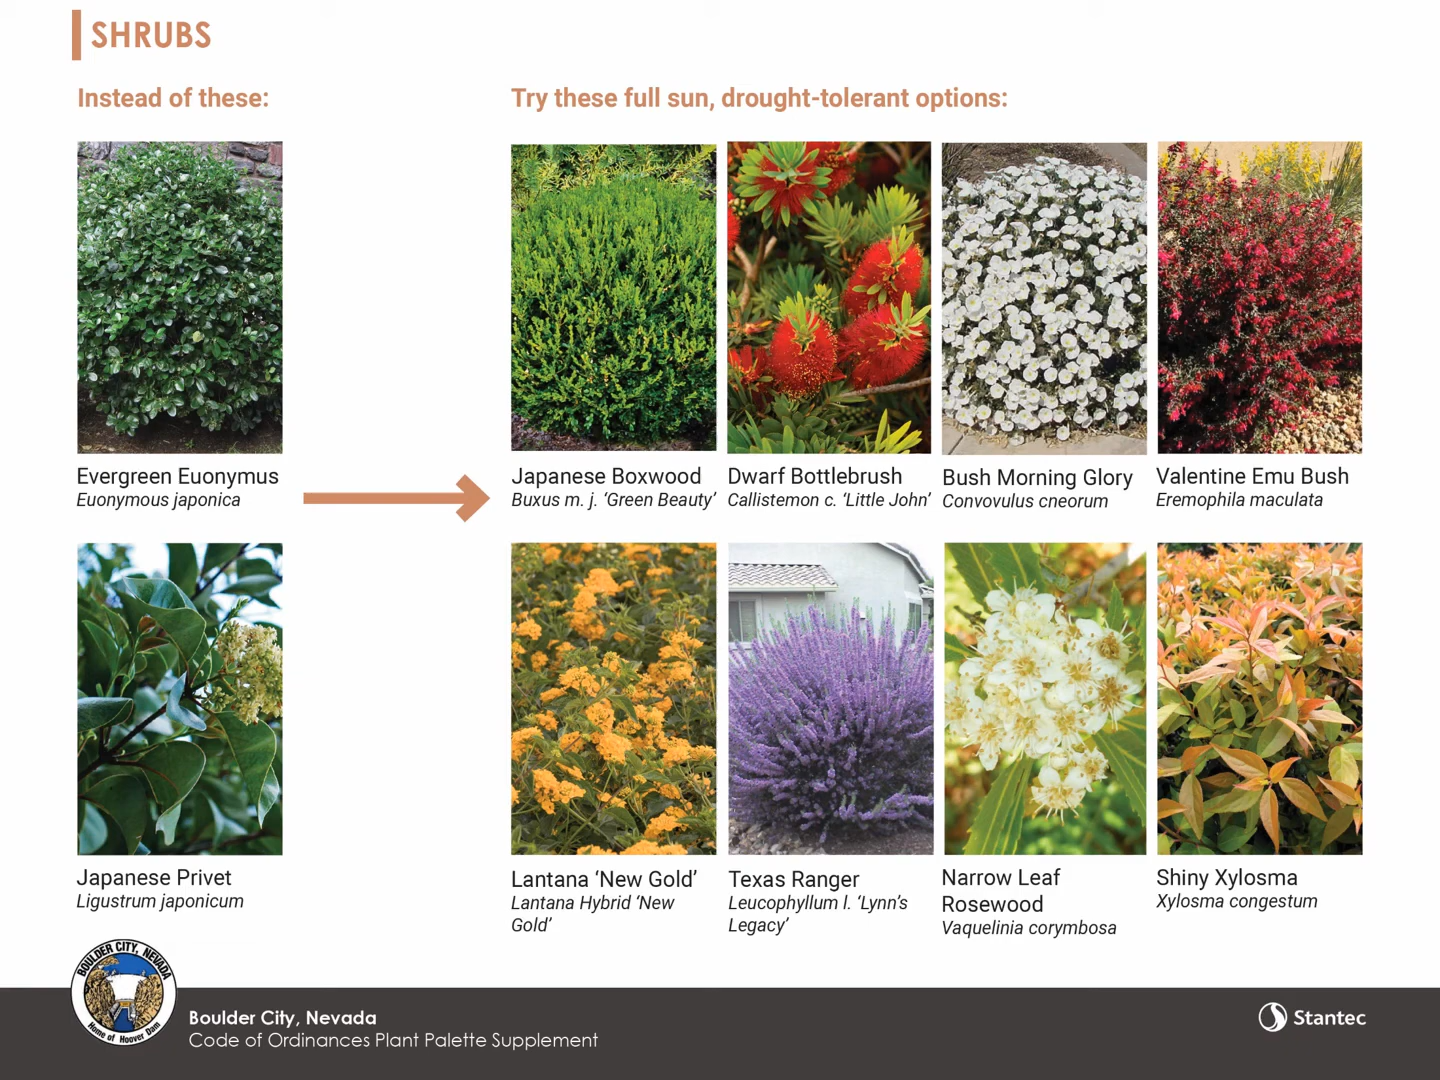 SHRUBS
Instead of these:
Try these full sun, drought-tolerant options:
Evergreen Euonymus
Euonymous japonica
Japanese Boxwood
Buxus m. j. ‘Green Beauty’
Dwarf Bottlebrush
Callistemon c. ‘Little John’
Bush Morning Glory
Convovulus cneorum
Valentine Emu Bush
Eremophila maculata
Japanese Privet
Ligustrum japonicum
Lantana ‘New Gold’
Lantana Hybrid ‘New
Gold’
Texas Ranger
Leucophyllum l. ‘Lynn’s
Legacy’
Narrow Leaf
Rosewood
Vaquelinia corymbosa
Shiny Xylosma
Xylosma congestum
BOULDER CITY, NEVADA
Home of Hoover Dam
Boulder City, Nevada
Code of Ordinances Plant Palette Supplement
Stantec